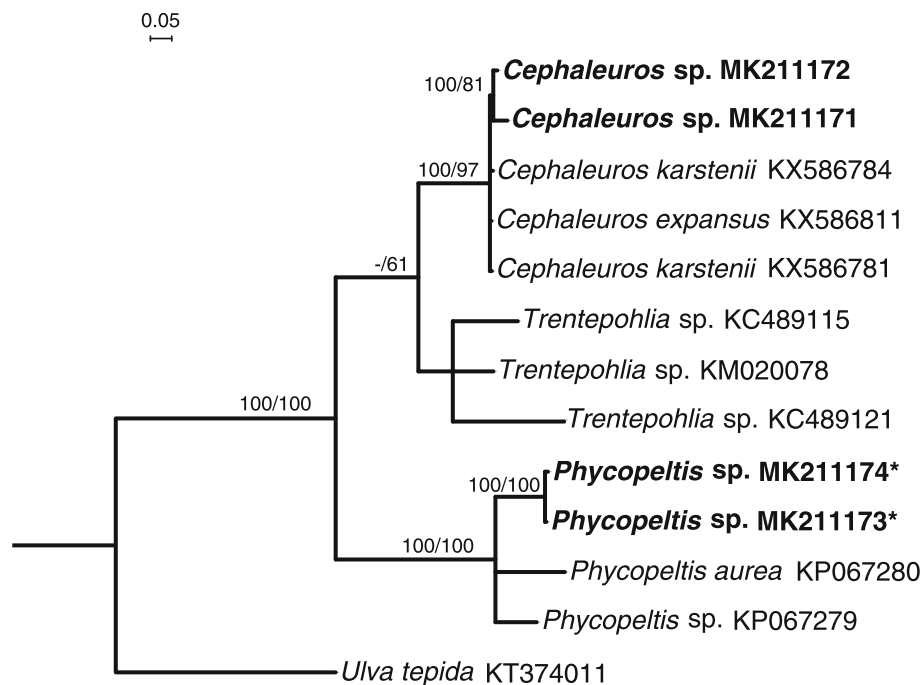 0.05
Cephaleuros sp. MK211172
100/81
Cephaleuros sp. MK211171
100/97
Cephaleuros karstenii KX586784
Cephaleuros expansus KX586811
-/61
Cephaleuros karstenii KX586781
Trentepohlia sp. KC489115
Trentepohlia sp. KM020078
100/100
Trentepohlia sp. KC489121
Phycopeltis sp. MK211174*
100/100
Phycopeltis sp. MK211173*
100/100
Phycopeltis aurea KP067280
Phycopeltis sp. KP067279
Ulva tepida KT374011